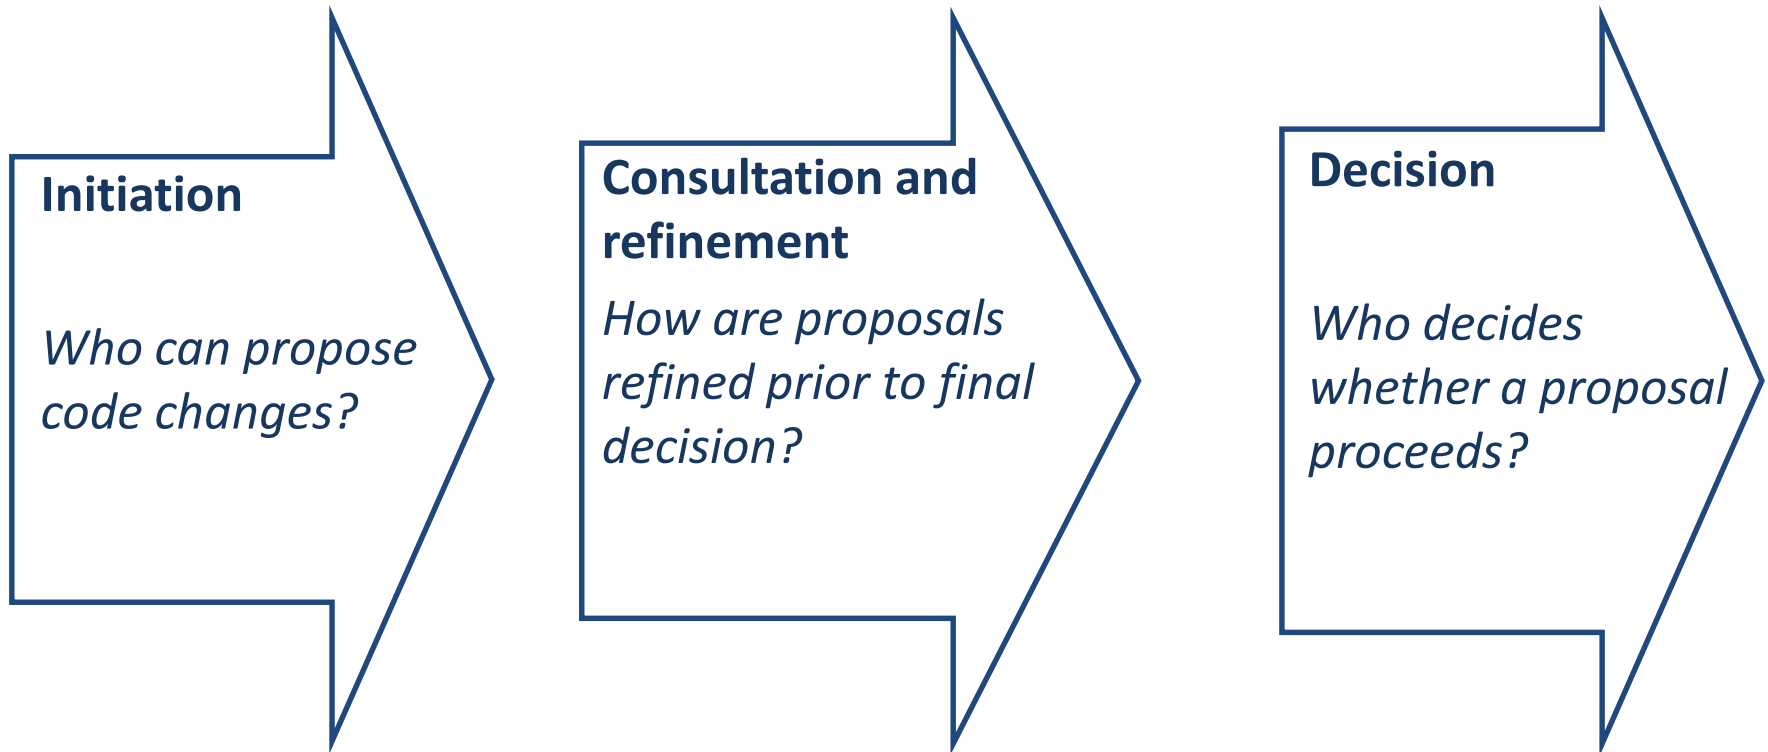 Initiation
Who can propose
code changes?
Consultation and
refinement
How are proposals
refined prior to final
decision?
Decision
Who decides
whether a proposal
proceeds?